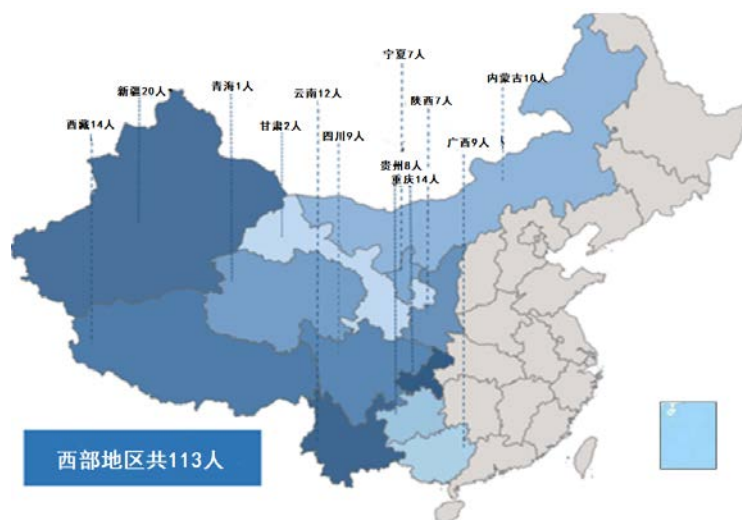 宁夏7人
内蒙古10人
新疆20人
青海1人
云南12人
陕西7人
西藏14人
甘肃2人
四川9人
广西9人
贵州8人
重庆14人
西部地区共113人